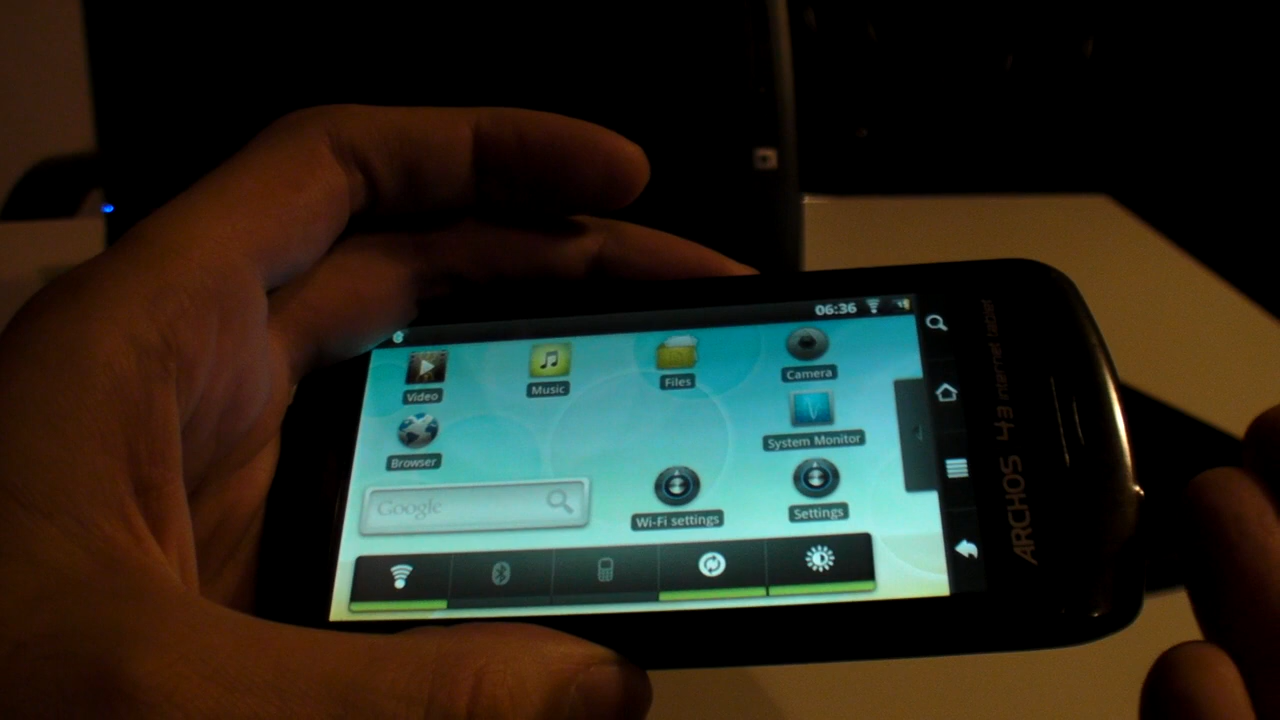 06:36
Video
Music
Files
Camera
Browser
System Monitor
Google
Wi-Fi settings
Settings
ARCHOS 43 internet tablet